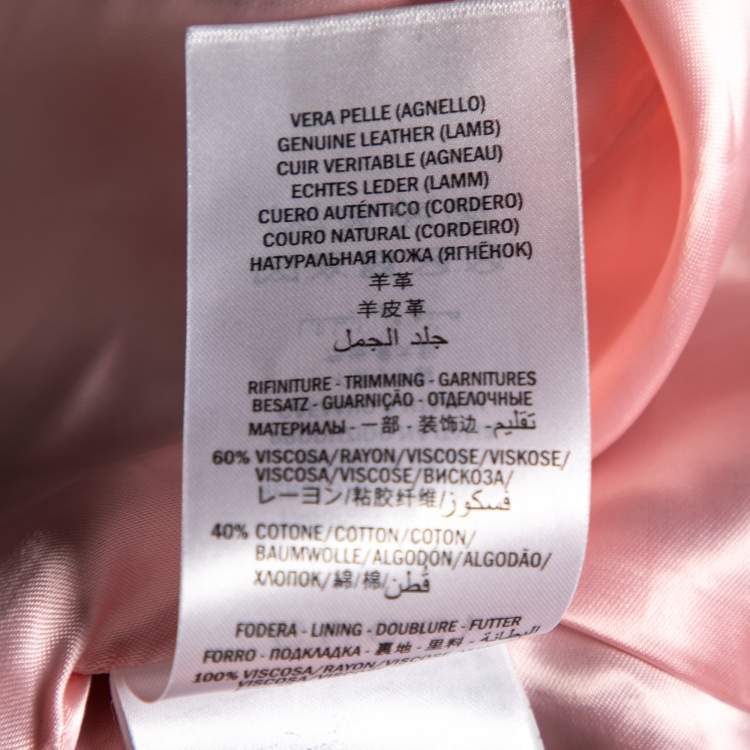 VERA PELLE (AGNELLO)
GENUINE LEATHER (LAMB)
CUIR VERITABLE (AGNEAU)
ECHTES LEDER (LAMM)
CUERO AUTÉNTICO (CORDERO)
COURO NATURAL (CORDEIRO)
НАТУРАЛЬНАЯ КОЖА (ЯГНЁНОК)
羊革
羊皮革
جلد الجمل
RIFINITURE - TRIMMING - GARNITURES
BESATZ - GUARNIÇÃO - ОТДЕЛОЧНЫЕ
МАТЕРИАЛЫ - 一部 - 装饰边 - تقليم
60% VISCOSA/RAYON/VISCOSE/VISKOSE/
VISCOSA/VISCOSE/ВИСКОЗА/
レーヨン/粘胶纤维/فسكوز
40% COTONE/COTTON/COTON/
BAUMWOLLE/ALGODÓN/ALGODÃO/
ХЛОПОК/綿/棉/قطن
FODERA - LINING - DOUBLURE - FUTTER
FORRO - ПОДКЛАДКА - 裏地 - 里料 - البطانة
100% VISCOSA/RAYON/VISCOSE/VISKOSE/
VISCOSA/VISCOSE/